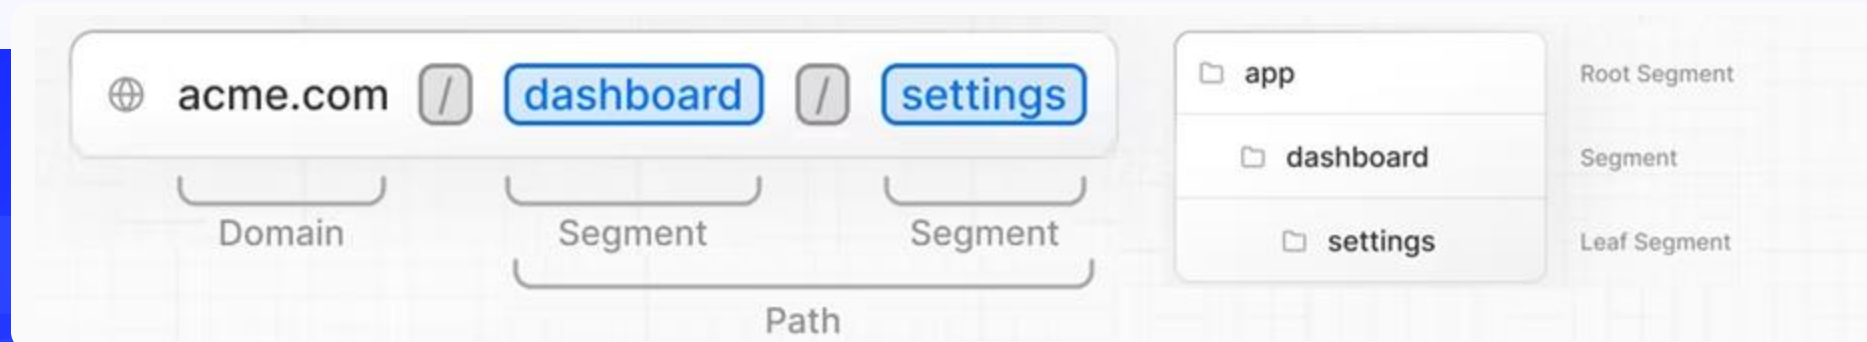 acme.com / dashboard / settings
Domain Segment Segment
Path
app Root Segment
dashboard Segment
settings Leaf Segment